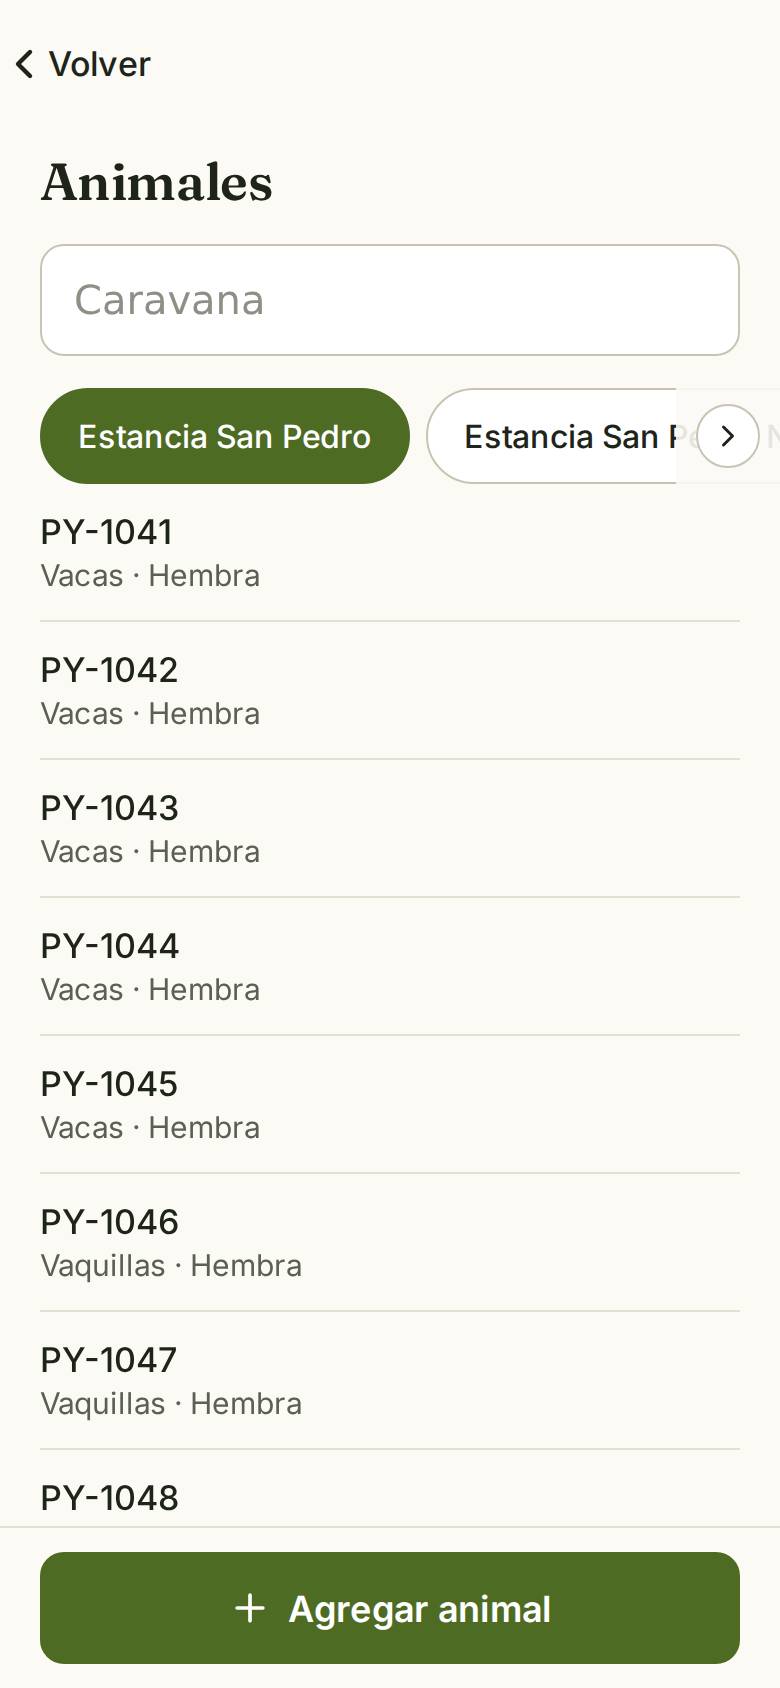 Volver
Animales
Caravana
Estancia San Pedro Estancia San Pe
PY-1041
Vacas · Hembra
PY-1042
Vacas · Hembra
PY-1043
Vacas · Hembra
PY-1044
Vacas · Hembra
PY-1045
Vacas · Hembra
PY-1046
Vaquillas · Hembra
PY-1047
Vaquillas · Hembra
PY-1048
Agregar animal